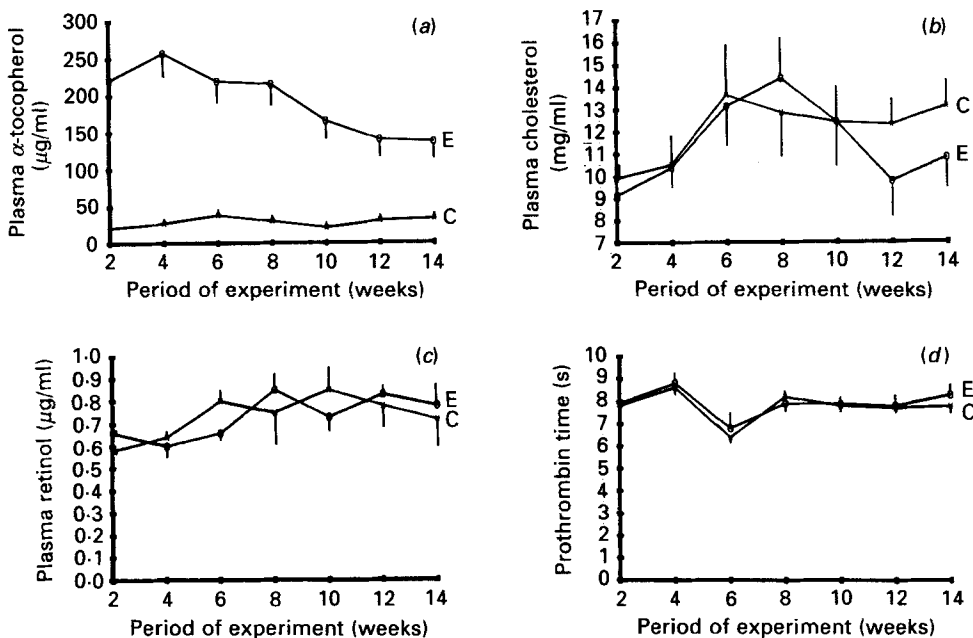 (a)
Plasma α-tocopherol
(μg/ml)
300
250
200
150
100
50
0
E
C
2 4 6 8 10 12 14
Period of experiment (weeks)
(b)
Plasma cholesterol
(mg/ml)
17
16
15
14
13
12
11
10
9
8
7
C
E
2 4 6 8 10 12 14
Period of experiment (weeks)
(c)
Plasma retinol (μg/ml)
1·0
0·9
0·8
0·7
0·6
0·5
0·4
0·3
0·2
0·1
0·0
E
C
2 4 6 8 10 12 14
Period of experiment (weeks)
(d)
Prothrombin time (s)
10
9
8
7
6
5
4
3
2
1
0
E
C
2 4 6 8 10 12 14
Period of experiment (weeks)